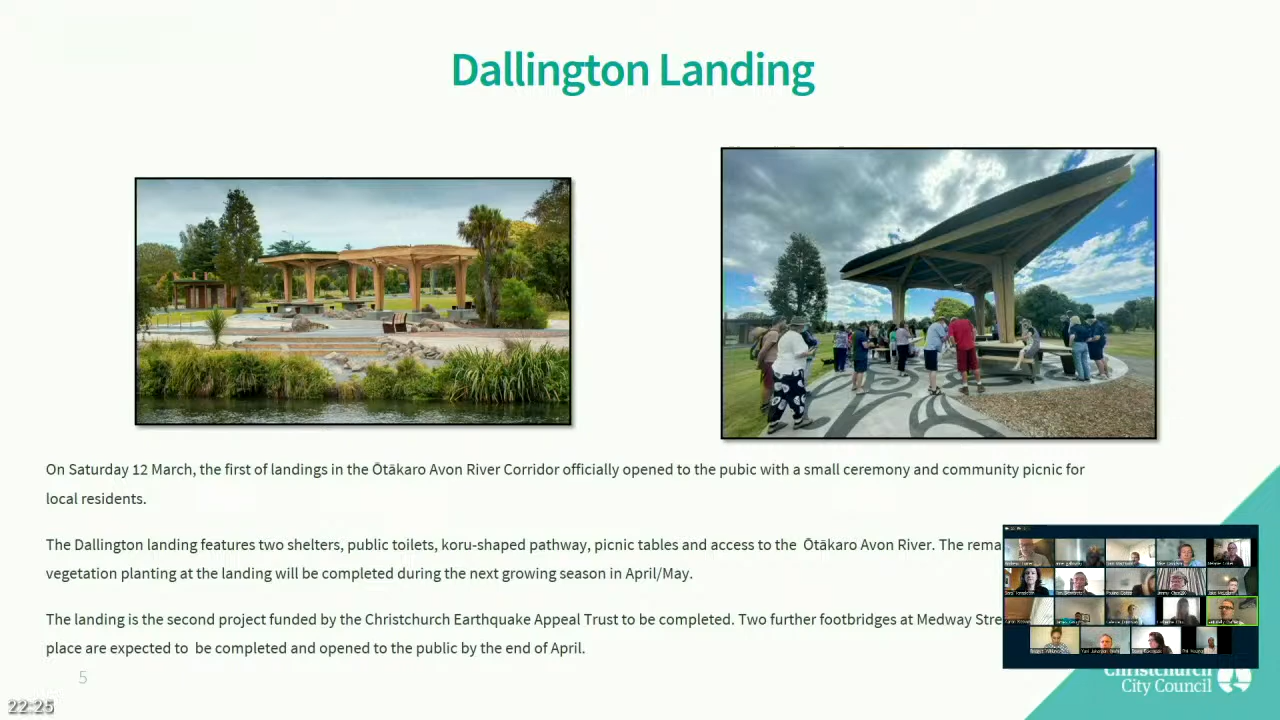 Dallington Landing
On Saturday 12 March, the first of landings in the Ōtākaro Avon River Corridor officially opened to the pubic with a small ceremony and community picnic for
local residents.
The Dallington landing features two shelters, public toilets, koru-shaped pathway, picnic tables and access to the Ōtākaro Avon River. The rema
vegetation planting at the landing will be completed during the next growing season in April/May.
The landing is the second project funded by the Christchurch Earthquake Appeal Trust to be completed. Two further footbridges at Medway Stre
place are expected to be completed and opened to the public by the end of April.
5
Christchurch
City Council
22:25